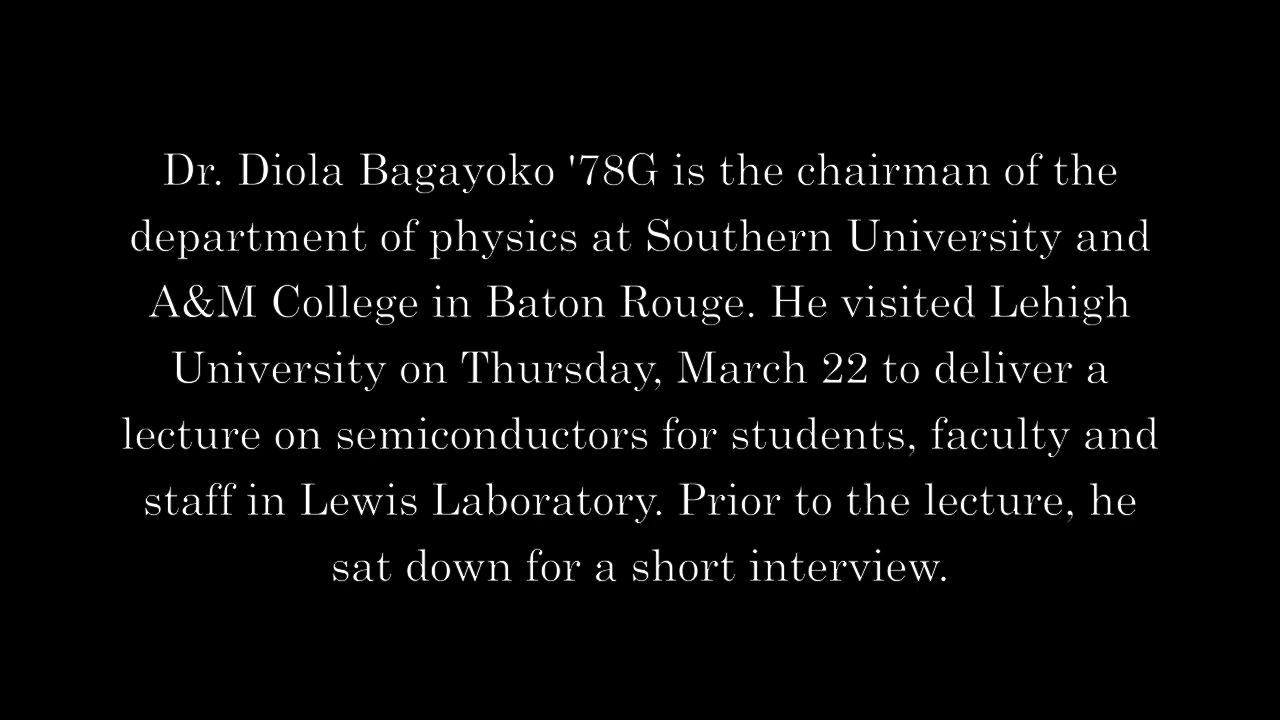 Dr. Diola Bagayoko '78G is the chairman of the
department of physics at Southern University and
A&M College in Baton Rouge. He visited Lehigh
University on Thursday, March 22 to deliver a
lecture on semiconductors for students, faculty and
staff in Lewis Laboratory. Prior to the lecture, he
sat down for a short interview.